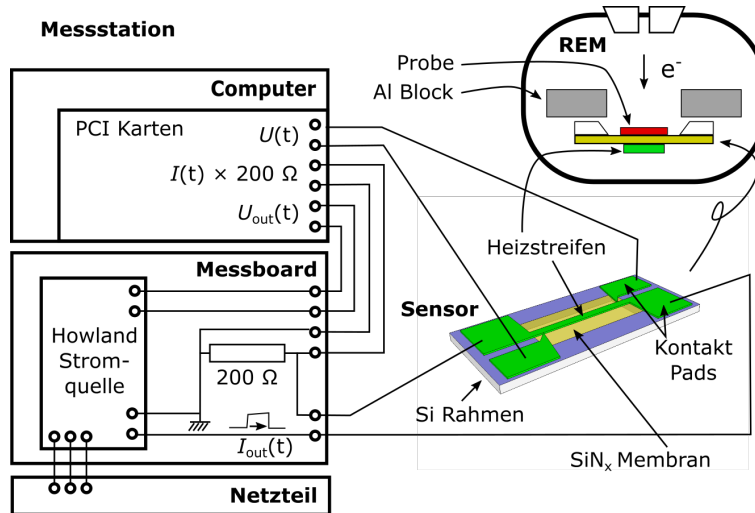 Messstation
Computer
PCI Karten
U(t)
I(t) × 200 Ω
U_out(t)
Messboard
Howland
Strom-
quelle
200 Ω
I_out(t)
Netzteil
REM
Probe
e⁻
Al Block
Heizstreifen
Sensor
Kontakt
Pads
Si Rahmen
SiNₓ Membran